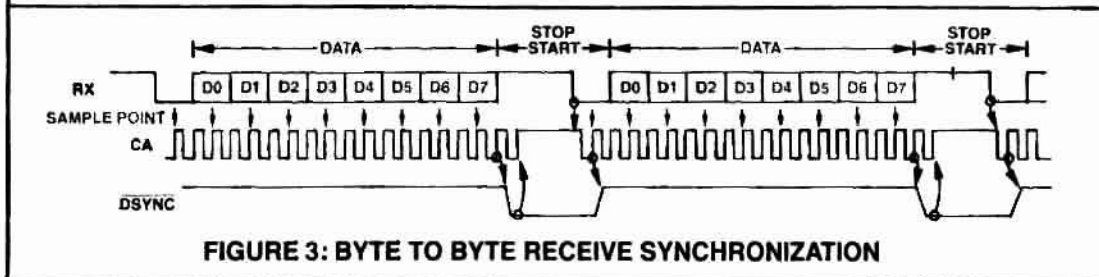 DATA STOP START DATA STOP START
RX D0 D1 D2 D3 D4 D5 D6 D7 D0 D1 D2 D3 D4 D5 D6 D7
SAMPLE POINT
CA
DSYNC
FIGURE 3: BYTE TO BYTE RECEIVE SYNCHRONIZATION